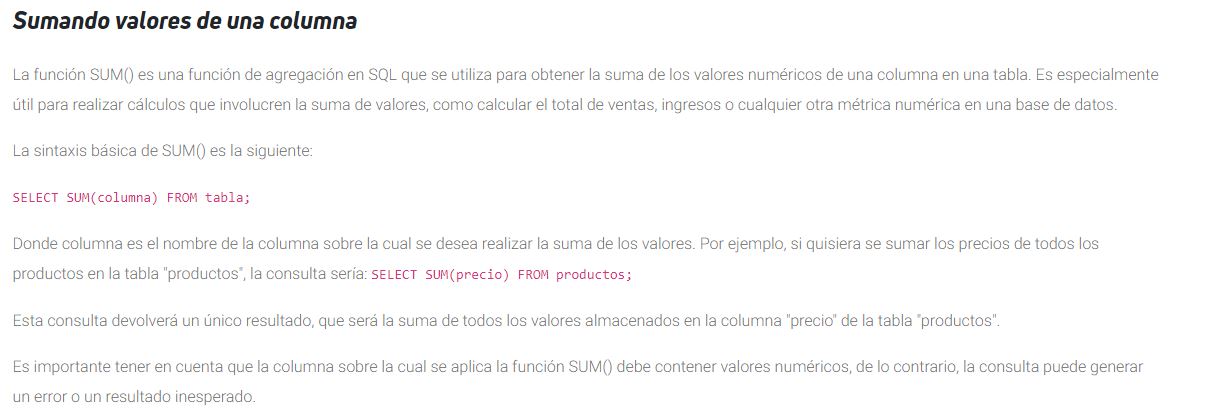 Sumando valores de una columna
La función SUM() es una función de agregación en SQL que se utiliza para obtener la suma de los valores numéricos de una columna en una tabla. Es especialmente
útil para realizar cálculos que involucren la suma de valores, como calcular el total de ventas, ingresos o cualquier otra métrica numérica en una base de datos.
La sintaxis básica de SUM() es la siguiente:
SELECT SUM(columna) FROM tabla;
Donde columna es el nombre de la columna sobre la cual se desea realizar la suma de los valores. Por ejemplo, si quisiera se sumar los precios de todos los
productos en la tabla "productos", la consulta sería: SELECT SUM(precio) FROM productos;
Esta consulta devolverá un único resultado, que será la suma de todos los valores almacenados en la columna "precio" de la tabla "productos".
Es importante tener en cuenta que la columna sobre la cual se aplica la función SUM() debe contener valores numéricos, de lo contrario, la consulta puede generar
un error o un resultado inesperado.